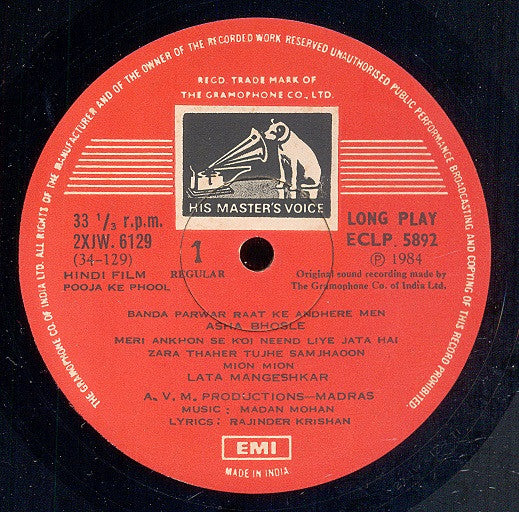 ALL RIGHTS OF THE MANUFACTURER AND OF THE OWNER OF THE RECORDED WORK RESERVED UNAUTHORISED PUBLIC PERFORMANCE BROADCASTING AND COPYING OF THIS RECORD PROHIBITED.
THE GRAMOPHONE CO. OF INDIA LTD.
REGD. TRADE MARK OF
THE GRAMOPHONE CO., LTD.
HIS MASTER'S VOICE
33 1/3 r.p.m.
2XJW. 6129
(34-129)
HINDI FILM
POOJA KE PHOOL
1
REGULAR
LONG PLAY
ECLP. 5892
Ⓟ 1984
Original sound recording made by
The Gramophone Co. of India Ltd.
BANDA PARWAR RAAT KE ANDHERE MEN
ASHA BHOSLE
MERI ANKHON SE KOI NEEND LIYE JATA HAI
ZARA THAHER TUJHE SAMJHAOON
MION MION
LATA MANGESHKAR
A. V. M. PRODUCTIONS—MADRAS
MUSIC : MADAN MOHAN
LYRICS: RAJINDER KRISHAN
EMI
MADE IN INDIA